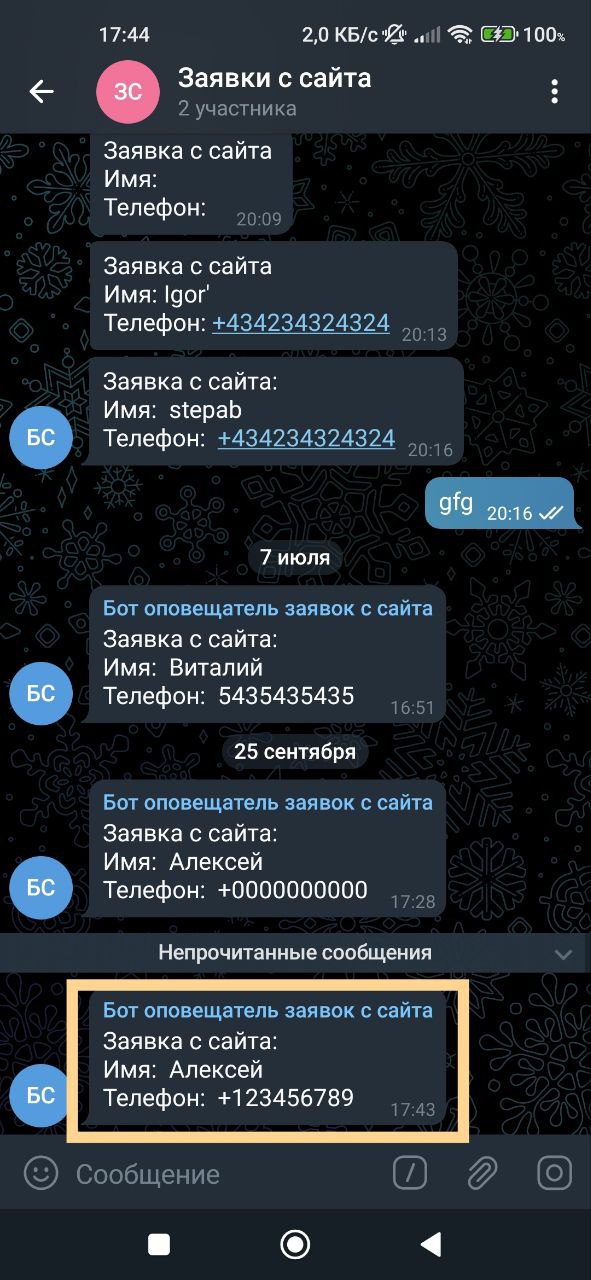 17:44 2,0 КБ/с 100%
ЗС
Заявки с сайта
2 участника
Заявка с сайта
Имя:
Телефон:
20:09
Заявка с сайта
Имя: Igor'
Телефон: +434234324324
20:13
Заявка с сайта:
Имя: stepab
Телефон: +434234324324
20:16
БС
gfg 20:16
7 июля
Бот оповещатель заявок с сайта
Заявка с сайта:
Имя: Виталий
Телефон: 5435435435
16:51
БС
25 сентября
Бот оповещатель заявок с сайта
Заявка с сайта:
Имя: Алексей
Телефон: +0000000000
17:28
БС
Непрочитанные сообщения
Бот оповещатель заявок с сайта
Заявка с сайта:
Имя: Алексей
Телефон: +123456789
17:43
БС
Сообщение